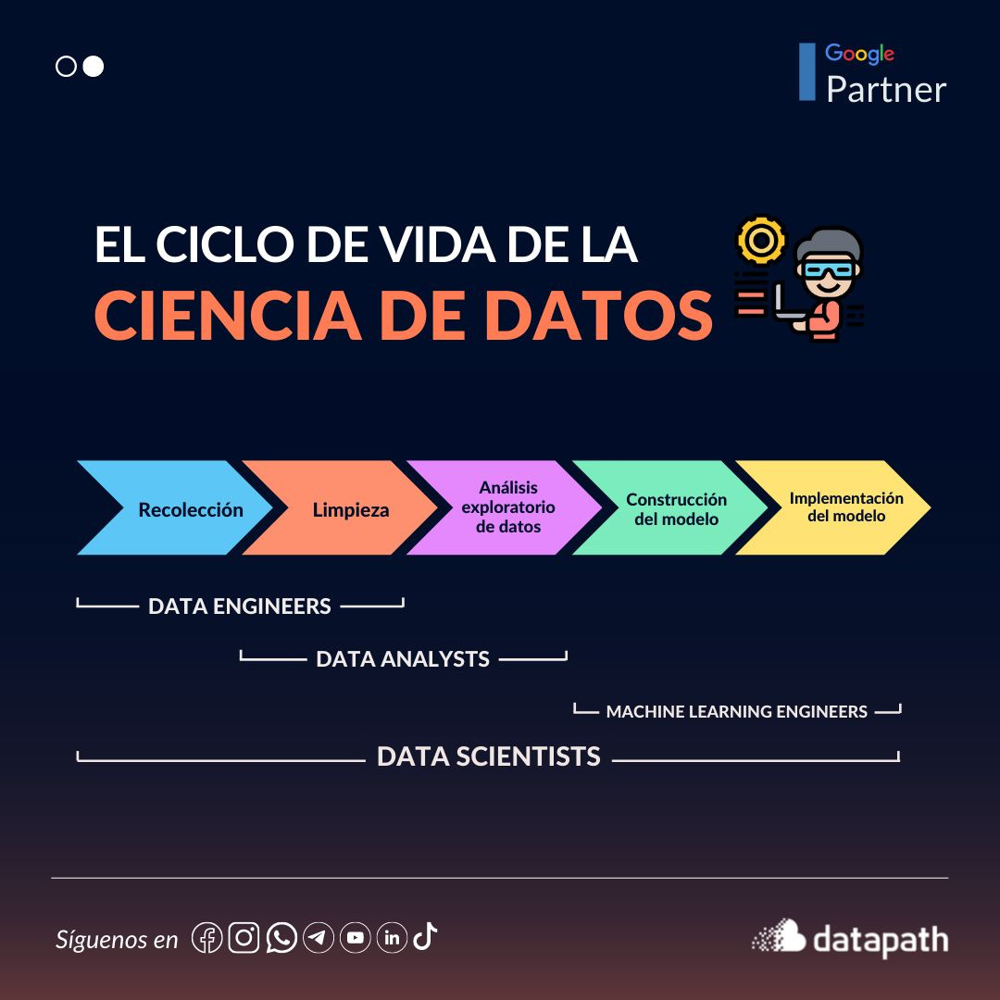 Google
Partner
EL CICLO DE VIDA DE LA
CIENCIA DE DATOS
Recolección
Limpieza
Análisis
exploratorio
de datos
Construcción
del modelo
Implementación
del modelo
DATA ENGINEERS
DATA ANALYSTS
MACHINE LEARNING ENGINEERS
DATA SCIENTISTS
Síguenos en
in
datapath